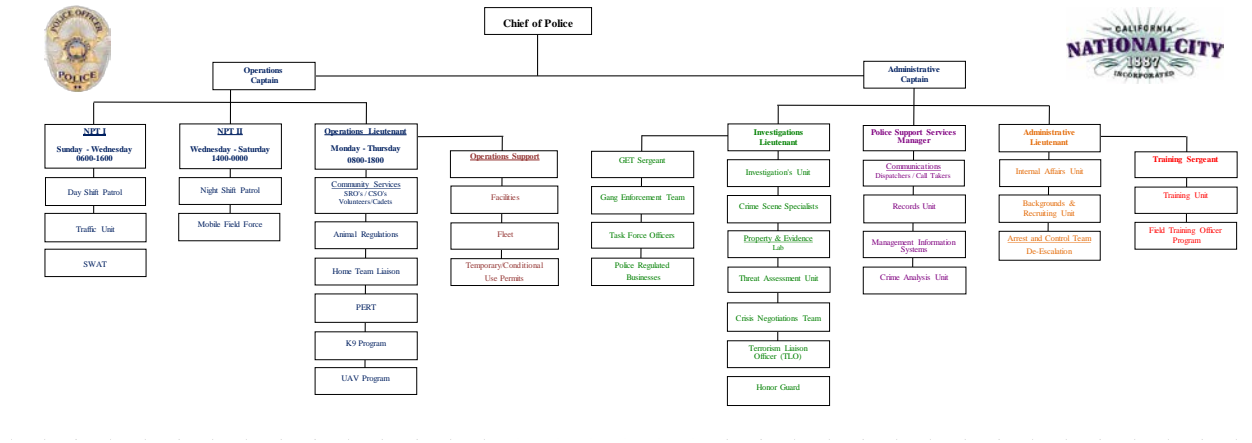 POLICE OFFICER
POLICE
Chief of Police
CALIFORNIA
NATIONAL CITY
1887
INCORPORATED
Operations
Captain
Administrative
Captain
NPT I
Sunday - Wednesday
0600-1600
Day Shift Patrol
Traffic Unit
SWAT
NPT II
Wednesday - Saturday
1400-0000
Night Shift Patrol
Mobile Field Force
Operations Lieutenant
Monday - Thursday
0800-1800
Community Services
SRO's / CSO's
Volunteers/Cadets
Animal Regulations
Home Team Liaison
PERT
K9 Program
UAV Program
Operations Support
Facilities
Fleet
Temporary/Conditional
Use Permits
GET Sergeant
Gang Enforcement Team
Task Force Officers
Police Regulated
Businesses
Investigations
Lieutenant
Investigation's Unit
Crime Scene Specialists
Property & Evidence
Lab
Threat Assessment Unit
Crisis Negotiations Team
Terrorism Liaison
Officer (TLO)
Honor Guard
Police Support Services
Manager
Communications
Dispatchers / Call Takers
Records Unit
Management Information
Systems
Crime Analysis Unit
Administrative
Lieutenant
Internal Affairs Unit
Backgrounds &
Recruiting Unit
Arrest and Control Team
De-Escalation
Training Sergeant
Training Unit
Field Training Officer
Program